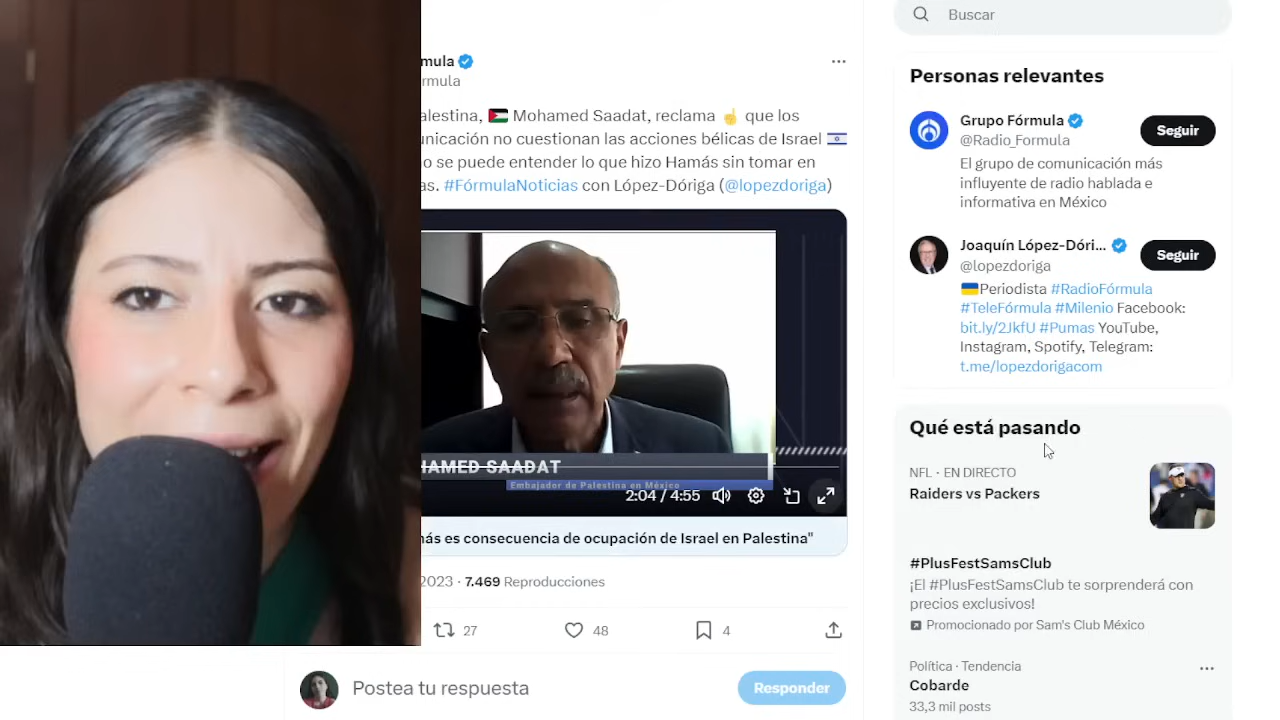 mula
rmula
alestina, 🇵🇸 Mohamed Saadat, reclama ☝ que los
unicación no cuestionan las acciones bélicas de Israel 🇮🇱
o se puede entender lo que hizo Hamás sin tomar en
as. #FórmulaNoticias con López-Dóriga (@lopezdoriga)
HAMED SAADAT
Embajador de Palestina en México
2:04 / 4:55
nás es consecuencia de ocupación de Israel en Palestina"
2023 · 7.469 Reproducciones
27
48
4
Postea tu respuesta
Responder
Buscar
Personas relevantes
Grupo Fórmula
@Radio_Formula
Seguir
El grupo de comunicación más
influyente de radio hablada e
informativa en México
Joaquín López-Dóri...
@lopezdoriga
Seguir
🇺🇦Periodista #RadioFórmula
#TeleFórmula #Milenio Facebook:
bit.ly/2JkfU #Pumas YouTube,
Instagram, Spotify, Telegram:
t.me/lopezdorigacom
Qué está pasando
NFL · EN DIRECTO
Raiders vs Packers
#PlusFestSamsClub
¡El #PlusFestSamsClub te sorprenderá con
precios exclusivos!
Promocionado por Sam's Club México
Política · Tendencia
Cobarde
33,3 mil posts